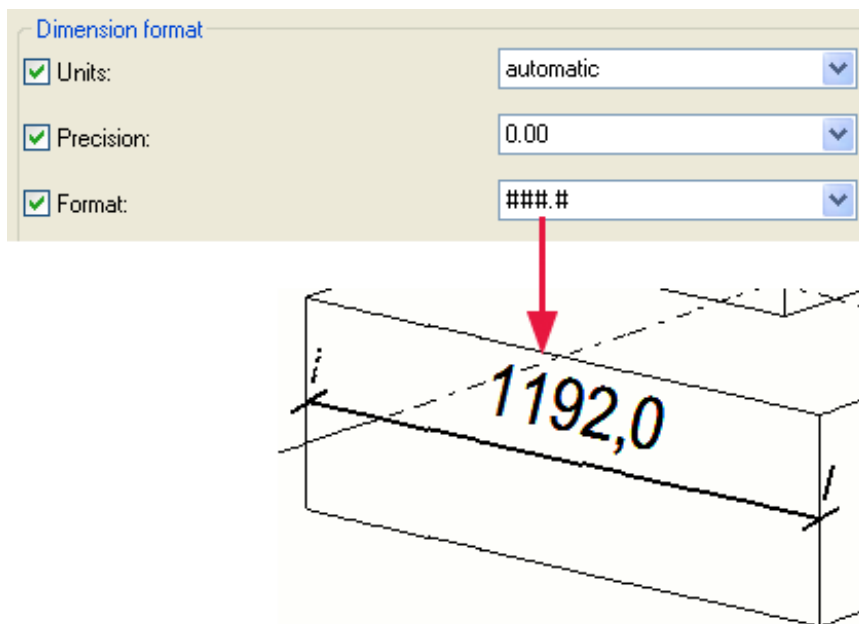 Dimension format
Units: automatic
Precision: 0.00
Format: ###.#
1192,0